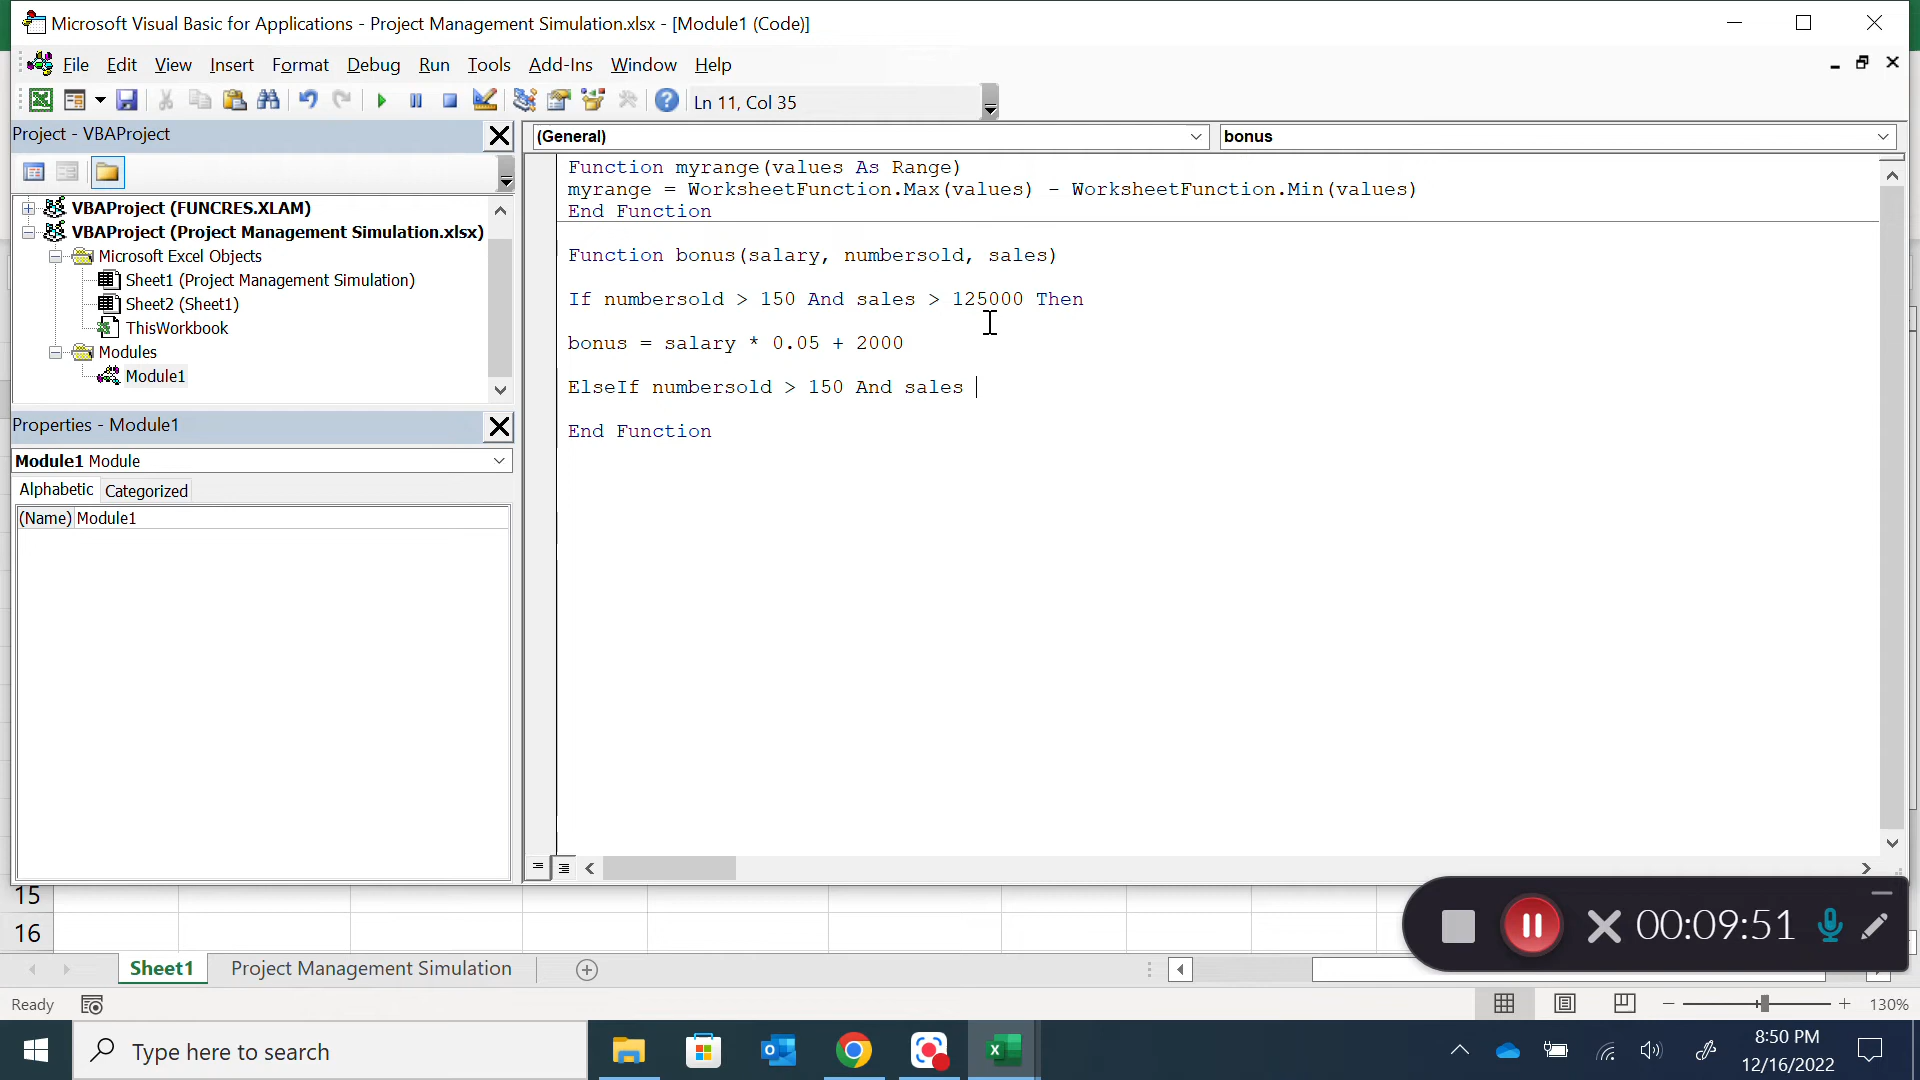 Microsoft Visual Basic for Applications - Project Management Simulation.xlsx - [Module1 (Code)]
File Edit View Insert Format Debug Run Tools Add-Ins Window Help
Ln 11, Col 35
Project - VBAProject
VBAProject (FUNCRES.XLAM)
VBAProject (Project Management Simulation.xlsx)
Microsoft Excel Objects
Sheet1 (Project Management Simulation)
Sheet2 (Sheet1)
ThisWorkbook
Modules
Module1
Properties - Module1
Module1 Module
Alphabetic Categorized
(Name) Module1
(General)
bonus
Function myrange(values As Range)
myrange = WorksheetFunction.Max(values) - WorksheetFunction.Min(values)
End Function
Function bonus(salary, numbersold, sales)
If numbersold > 150 And sales > 125000 Then
bonus = salary * 0.05 + 2000
ElseIf numbersold > 150 And sales
End Function
15
16
00:09:51
Sheet1 Project Management Simulation
Ready
130%
Type here to search
8:50 PM
12/16/2022